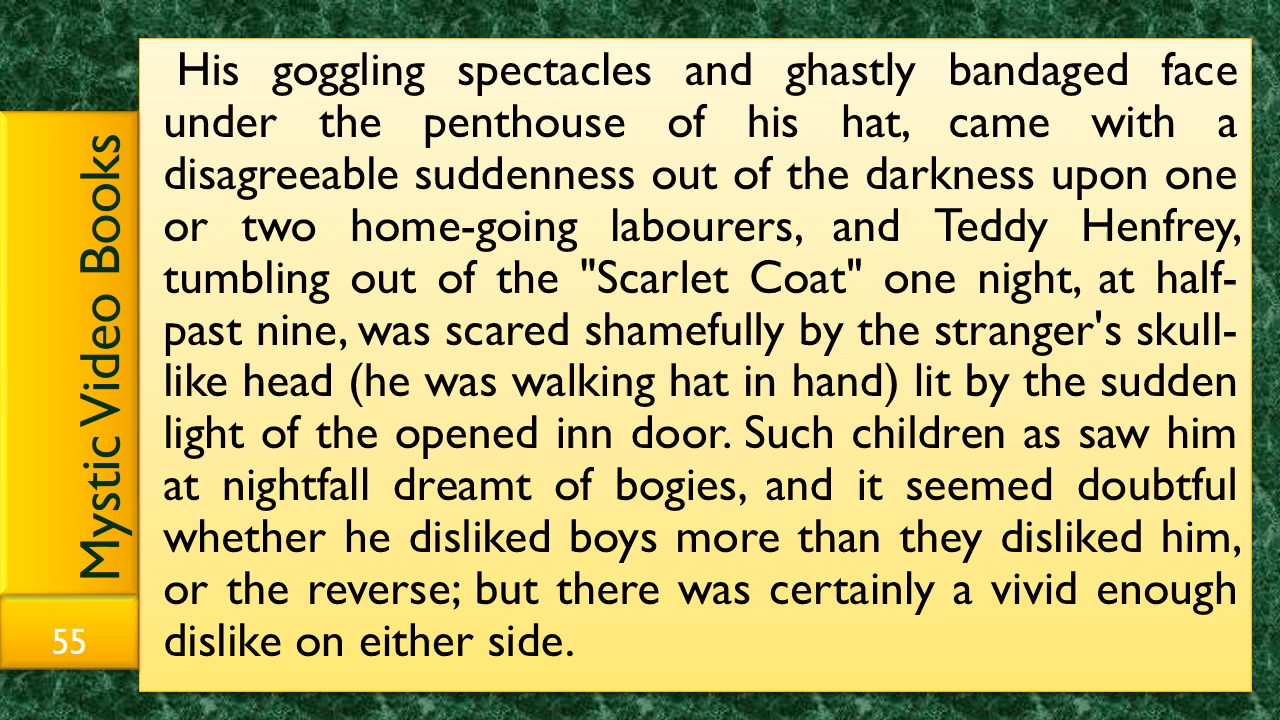 His goggling spectacles and ghastly bandaged face
under the penthouse of his hat, came with a
disagreeable suddenness out of the darkness upon one
or two home-going labourers, and Teddy Henfrey,
tumbling out of the "Scarlet Coat" one night, at half-
past nine, was scared shamefully by the stranger's skull-
like head (he was walking hat in hand) lit by the sudden
light of the opened inn door. Such children as saw him
at nightfall dreamt of bogies, and it seemed doubtful
whether he disliked boys more than they disliked him,
or the reverse; but there was certainly a vivid enough
dislike on either side.
Mystic Video Books
55